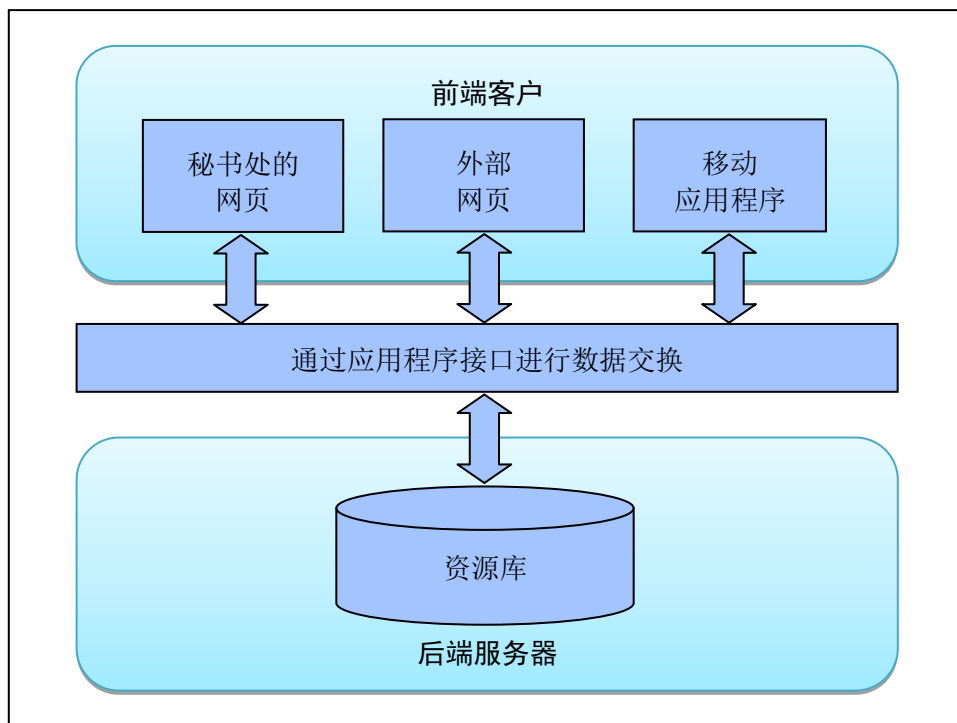 前端客户
秘书处的
网页
外部
网页
移动
应用程序
通过应用程序接口进行数据交换
资源库
后端服务器